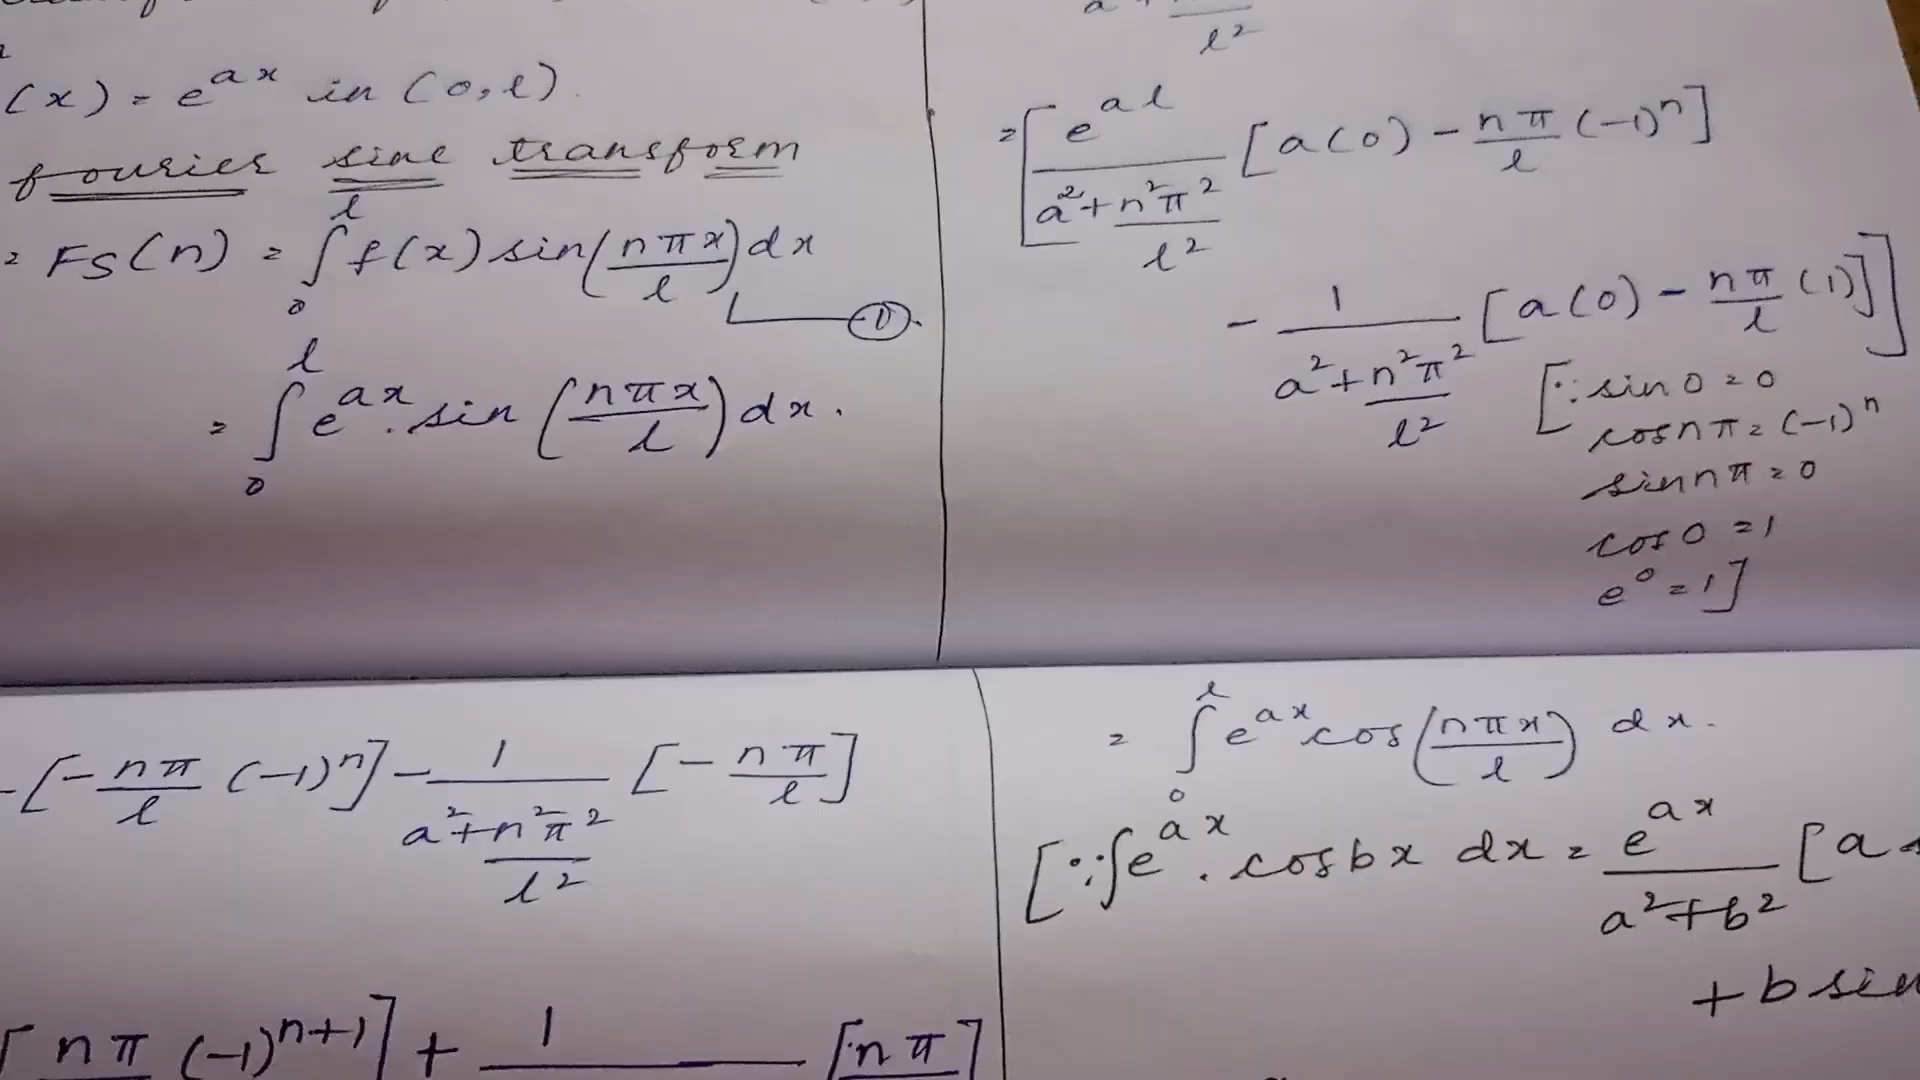 (x) = e^{ax} in (0, l).
fourier sine transform
= Fs(n) = ∫_0^l f(x) sin(nπx/l) dx
①.
= ∫_0^l e^{ax} . sin (nπx/l) dx .
l²
= [e^{al}/(a²+n²π²/l²) [a(0) - nπ/l (-1)^n]
- 1/(a²+n²π²/l²) [a(0) - nπ/l (1)]]
[∵ sin 0 = 0
cos nπ = (-1)^n
sin nπ = 0
cos 0 = 1
e^0 = 1]
[- nπ/l (-1)^n] - 1/(a²+n²π²/l²) [- nπ/l]
[nπ (-1)^{n+1}] + 1 [nπ]
= ∫_0^l e^{ax} cos(nπx/l) dx.
[∵ ∫e^{ax} . cos bx dx = e^{ax}/(a²+b²) [a
+ b sin